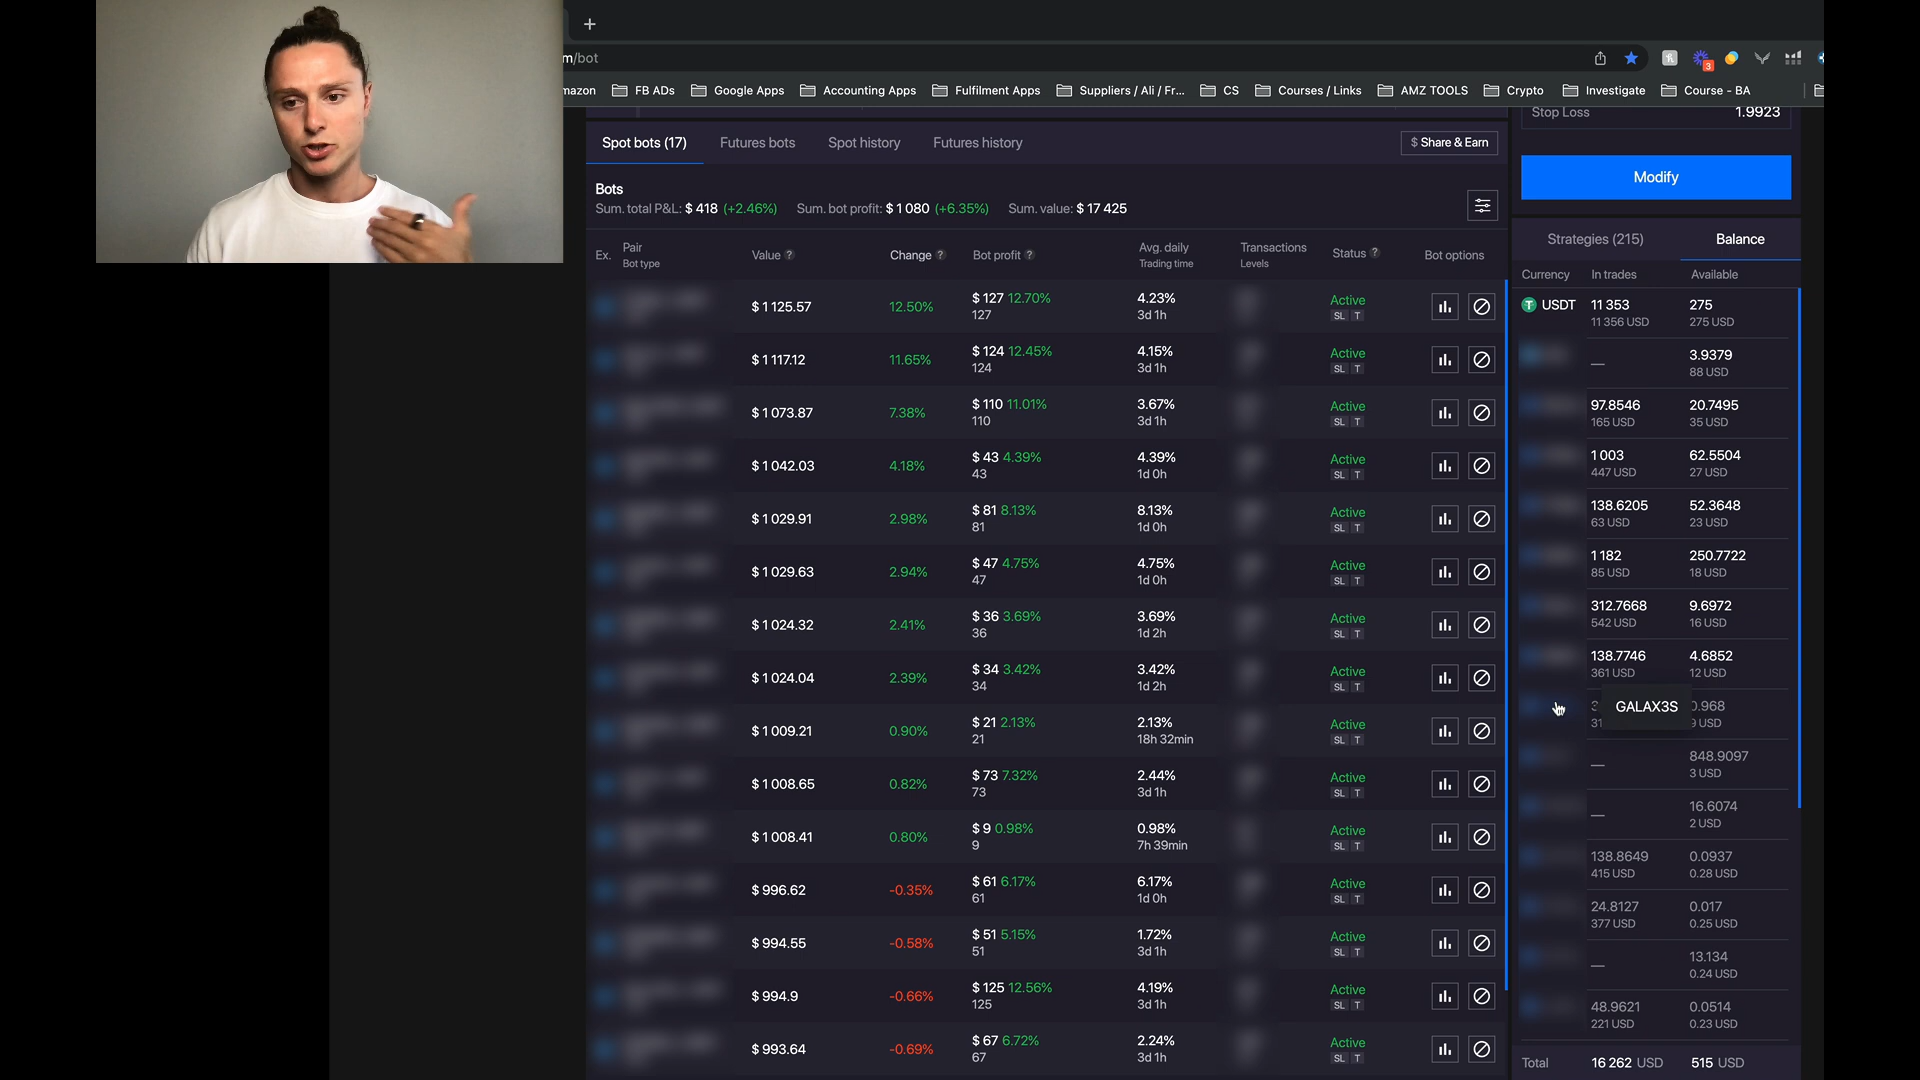 m/bot
mazon
FB ADs
Google Apps
Accounting Apps
Fulfilment Apps
Suppliers / Ali / Fr...
CS
Courses / Links
AMZ TOOLS
Crypto
Investigate
Course - BA
3
Spot bots (17)
Futures bots
Spot history
Futures history
$ Share & Earn
Bots
Sum. total P&L: $ 418 (+2.46%) Sum. bot profit: $ 1 080 (+6.35%) Sum. value: $ 17 425
Ex.
Pair
Bot type
Value ?
Change ?
Bot profit ?
Avg. daily
Trading time
Transactions
Levels
Status ?
Bot options
$ 1 125.57 12.50% $ 127 12.70% 4.23% Active
127 3d 1h SL T
$ 1 117.12 11.65% $ 124 12.45% 4.15% Active
124 3d 1h SL T
$ 1 073.87 7.38% $ 110 11.01% 3.67% Active
110 3d 1h SL T
$ 1 042.03 4.18% $ 43 4.39% 4.39% Active
43 1d 0h SL T
$ 1 029.91 2.98% $ 81 8.13% 8.13% Active
81 1d 0h SL T
$ 1 029.63 2.94% $ 47 4.75% 4.75% Active
47 1d 0h SL T
$ 1 024.32 2.41% $ 36 3.69% 3.69% Active
36 1d 2h SL T
$ 1 024.04 2.39% $ 34 3.42% 3.42% Active
34 1d 2h SL T
$ 1 009.21 0.90% $ 21 2.13% 2.13% Active
21 18h 32min SL T
$ 1 008.65 0.82% $ 73 7.32% 2.44% Active
73 3d 1h SL T
$ 1 008.41 0.80% $ 9 0.98% 0.98% Active
9 7h 39min SL T
$ 996.62 -0.35% $ 61 6.17% 6.17% Active
61 1d 0h SL T
$ 994.55 -0.58% $ 51 5.15% 1.72% Active
51 3d 1h SL T
$ 994.9 -0.66% $ 125 12.56% 4.19% Active
125 3d 1h SL T
$ 993.64 -0.69% $ 67 6.72% 2.24% Active
67 3d 1h SL T
Stop Loss 1.9923
Modify
Strategies (215) Balance
Currency In trades Available
USDT 11 353 275
11 356 USD 275 USD
— 3.9379
88 USD
97.8546 20.7495
165 USD 35 USD
1 003 62.5504
447 USD 27 USD
138.6205 52.3648
63 USD 23 USD
1 182 250.7722
85 USD 18 USD
312.7668 9.6972
542 USD 16 USD
138.7746 4.6852
361 USD 12 USD
GALAX3S
0.968
9 USD
— 848.9097
3 USD
— 16.6074
2 USD
138.8649 0.0937
415 USD 0.28 USD
24.8127 0.017
377 USD 0.25 USD
— 13.134
0.24 USD
48.9621 0.0514
221 USD 0.23 USD
Total 16 262 USD 515 USD